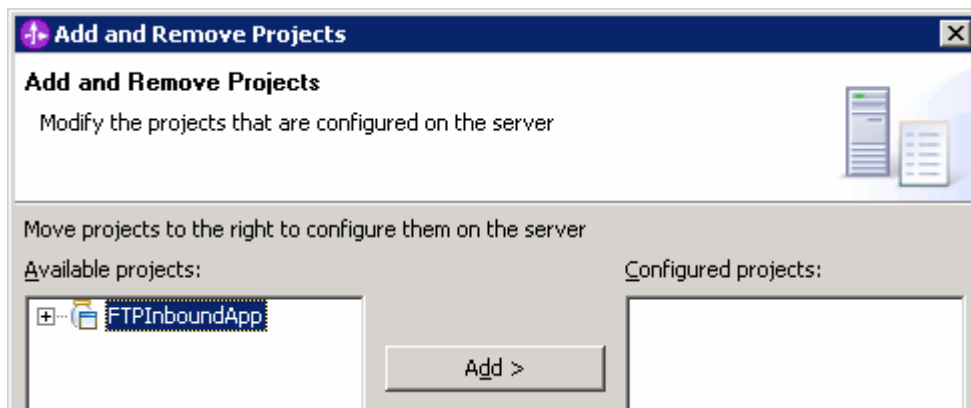 Add and Remove Projects
Add and Remove Projects
Modify the projects that are configured on the server
Move projects to the right to configure them on the server
Available projects:
Configured projects:
FTPInboundApp
Add >